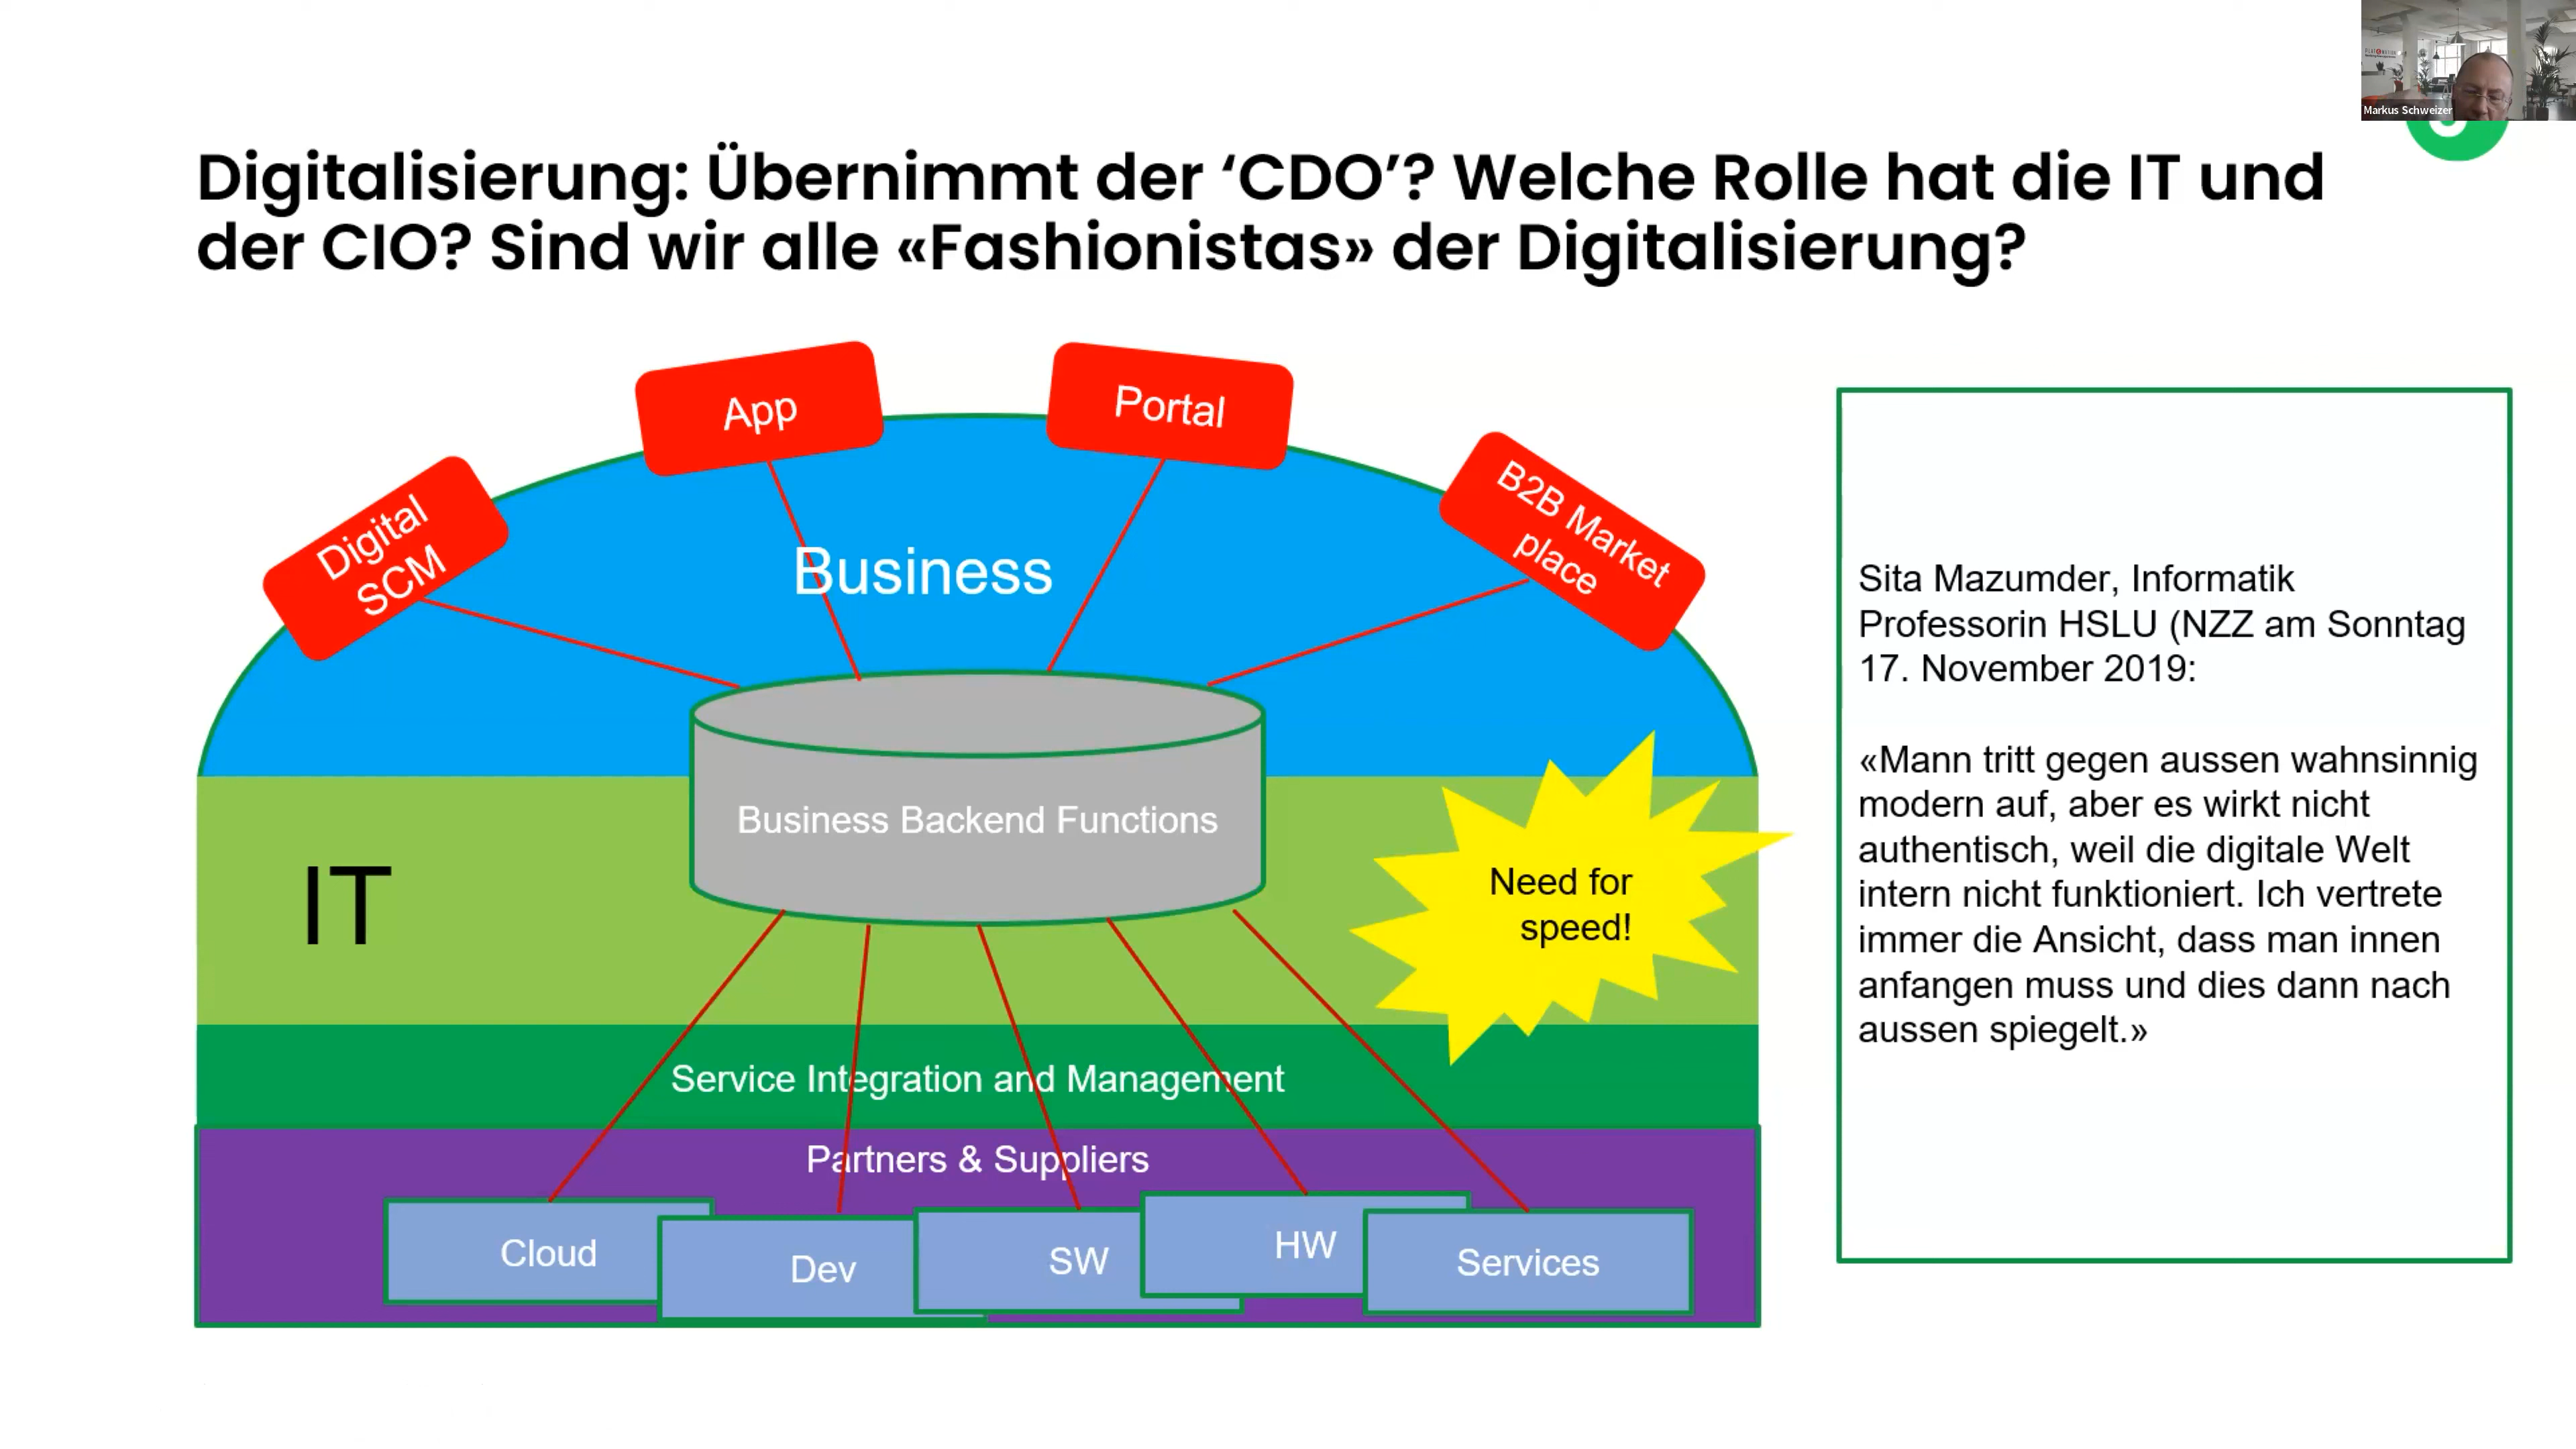 Markus Schweizer
Digitalisierung: Übernimmt der ‘CDO’? Welche Rolle hat die IT und
der CIO? Sind wir alle «Fashionistas» der Digitalisierung?
Digital
SCM
App
Portal
B2B Market
place
Business
Business Backend Functions
IT
Need for
speed!
Service Integration and Management
Partners & Suppliers
Cloud
Dev
SW
HW
Services
Sita Mazumder, Informatik
Professorin HSLU (NZZ am Sonntag
17. November 2019:
«Mann tritt gegen aussen wahnsinnig
modern auf, aber es wirkt nicht
authentisch, weil die digitale Welt
intern nicht funktioniert. Ich vertrete
immer die Ansicht, dass man innen
anfangen muss und dies dann nach
aussen spiegelt.»